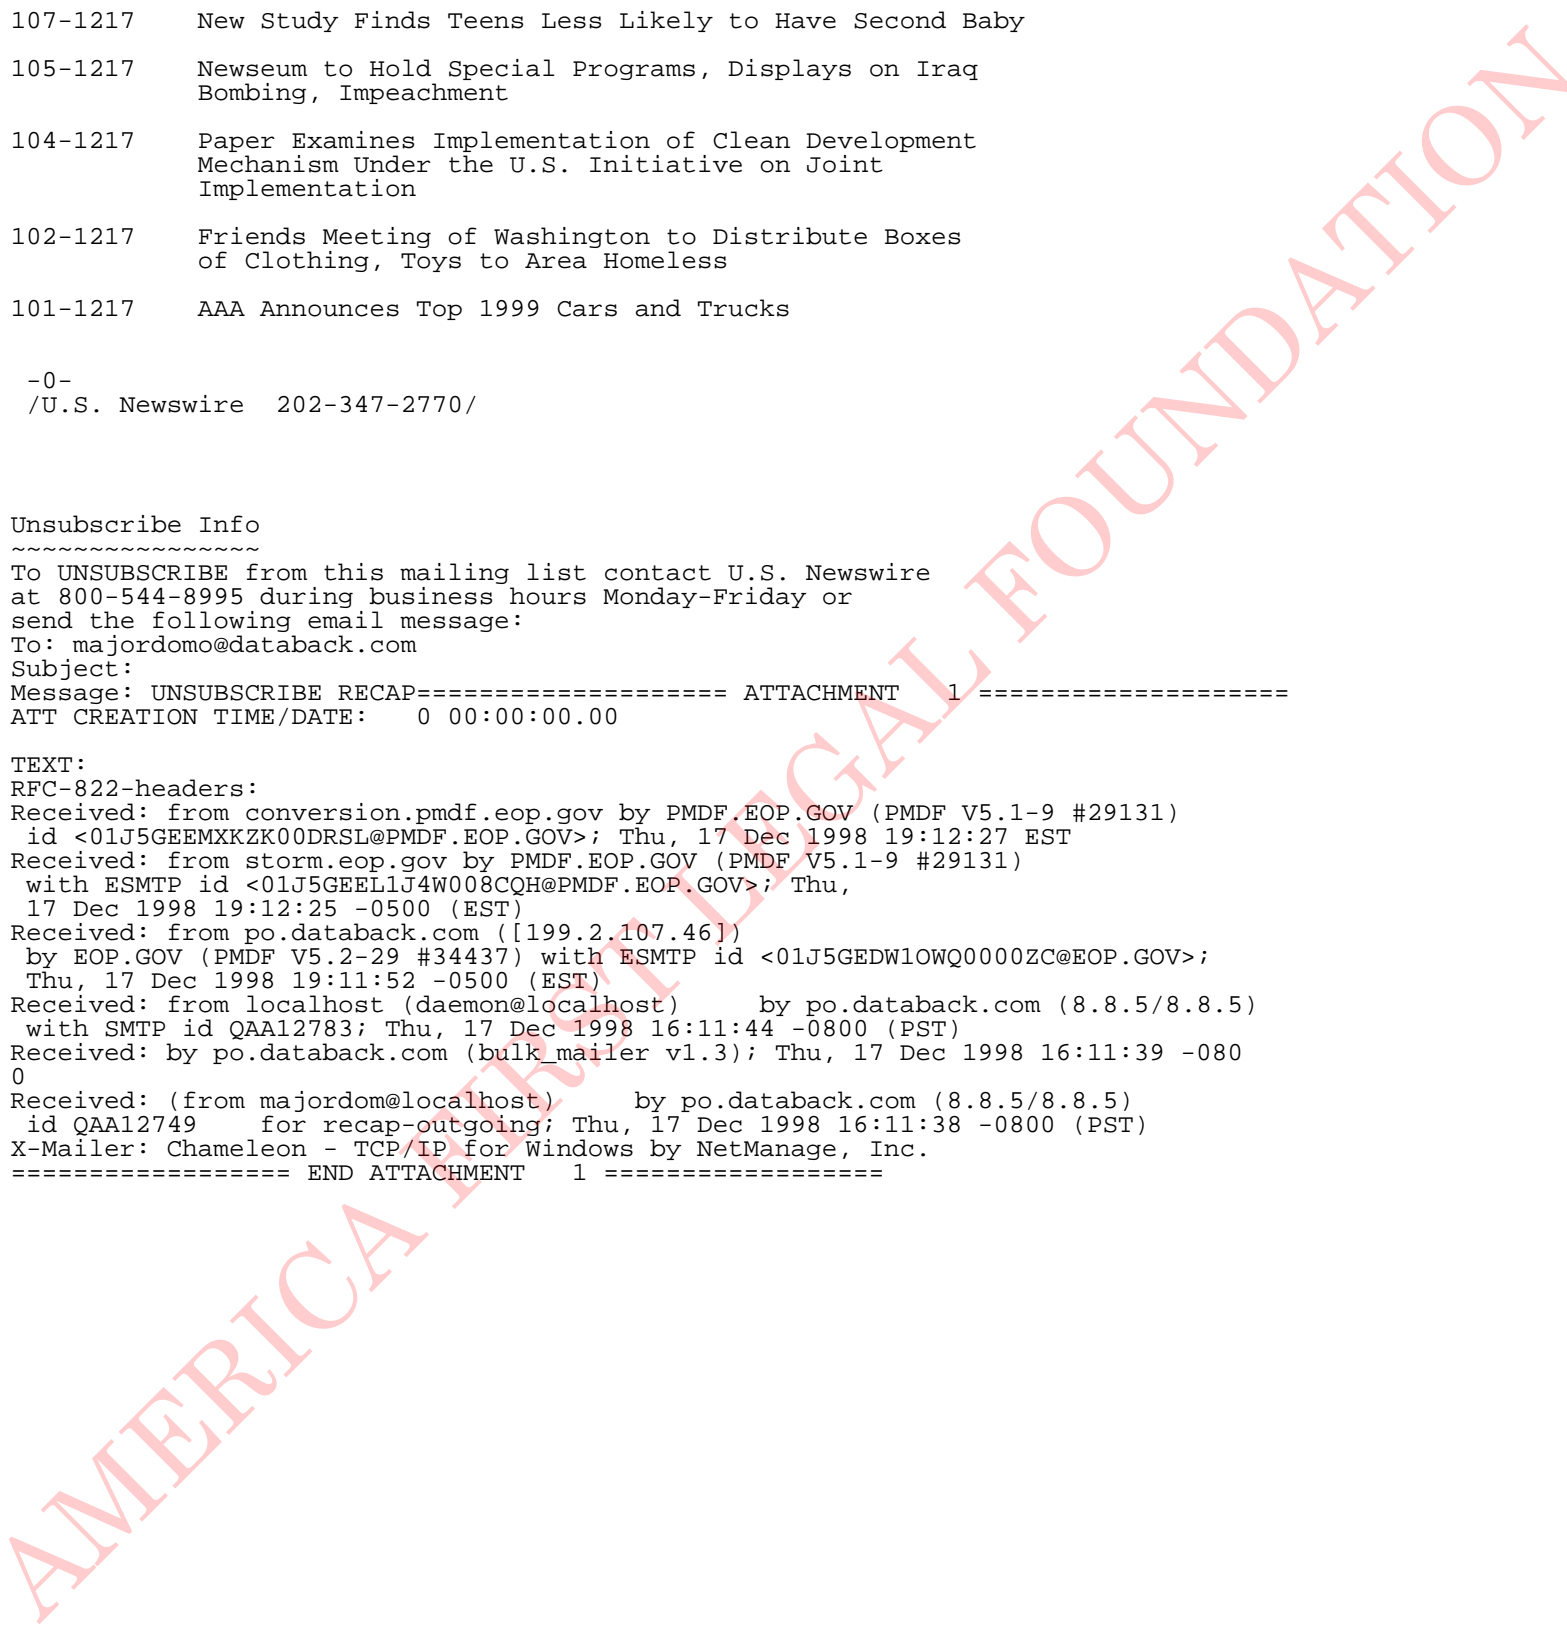 107-1217    New Study Finds Teens Less Likely to Have Second Baby
105-1217    Newseum to Hold Special Programs, Displays on Iraq
            Bombing, Impeachment
104-1217    Paper Examines Implementation of Clean Development
            Mechanism Under the U.S. Initiative on Joint
            Implementation
102-1217    Friends Meeting of Washington to Distribute Boxes
            of Clothing, Toys to Area Homeless
101-1217    AAA Announces Top 1999 Cars and Trucks
 -0-
 /U.S. Newswire  202-347-2770/
Unsubscribe Info
~~~~~~~~~~~~~~~~
To UNSUBSCRIBE from this mailing list contact U.S. Newswire
at 800-544-8995 during business hours Monday-Friday or
send the following email message:
To: majordomo@databack.com
Subject:
Message: UNSUBSCRIBE RECAP==================== ATTACHMENT   1 ====================
ATT CREATION TIME/DATE:   0 00:00:00.00
TEXT:
RFC-822-headers:
Received: from conversion.pmdf.eop.gov by PMDF.EOP.GOV (PMDF V5.1-9 #29131)
 id <01J5GEEMXKZK00DRSL@PMDF.EOP.GOV>; Thu, 17 Dec 1998 19:12:27 EST
Received: from storm.eop.gov by PMDF.EOP.GOV (PMDF V5.1-9 #29131)
 with ESMTP id <01J5GEEL1J4W008CQH@PMDF.EOP.GOV>; Thu,
 17 Dec 1998 19:12:25 -0500 (EST)
Received: from po.databack.com ([199.2.107.46])
 by EOP.GOV (PMDF V5.2-29 #34437) with ESMTP id <01J5GEDW1OWQ0000ZC@EOP.GOV>;
 Thu, 17 Dec 1998 19:11:52 -0500 (EST)
Received: from localhost (daemon@localhost)     by po.databack.com (8.8.5/8.8.5)
 with SMTP id QAA12783; Thu, 17 Dec 1998 16:11:44 -0800 (PST)
Received: by po.databack.com (bulk_mailer v1.3); Thu, 17 Dec 1998 16:11:39 -080
0
Received: (from majordom@localhost)     by po.databack.com (8.8.5/8.8.5)
 id QAA12749    for recap-outgoing; Thu, 17 Dec 1998 16:11:38 -0800 (PST)
X-Mailer: Chameleon - TCP/IP for Windows by NetManage, Inc.
================== END ATTACHMENT   1 ==================
AMERICA FIRST LEGAL FOUNDATION